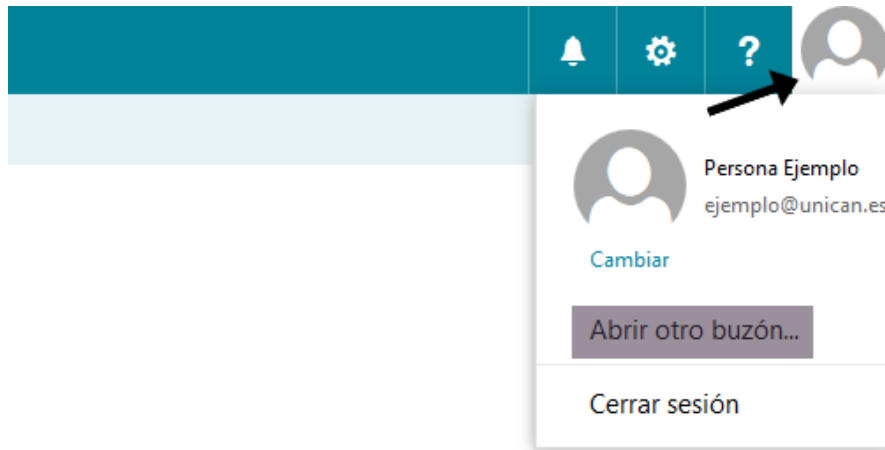 ?
Persona Ejemplo
ejemplo@unican.es
Cambiar
Abrir otro buzón...
Cerrar sesión